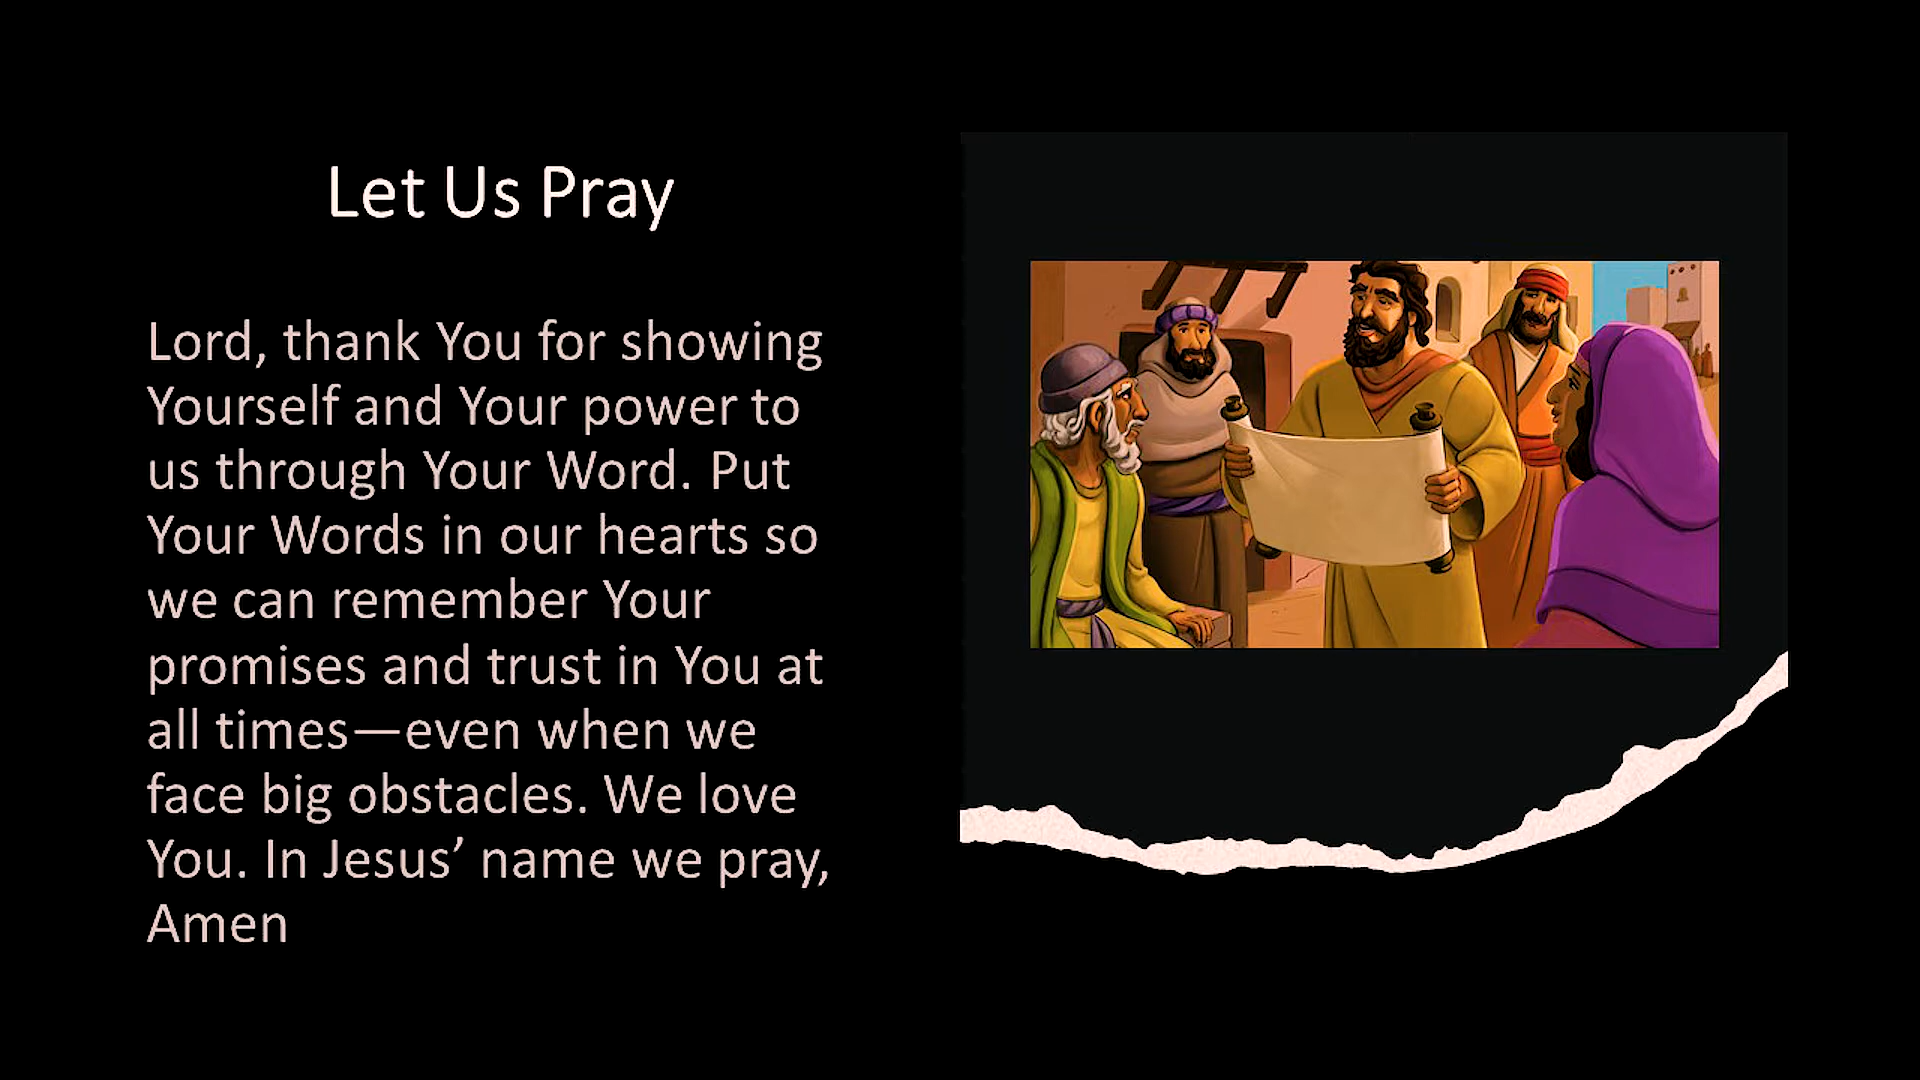 Let Us Pray
Lord, thank You for showing
Yourself and Your power to
us through Your Word. Put
Your Words in our hearts so
we can remember Your
promises and trust in You at
all times—even when we
face big obstacles. We love
You. In Jesus’ name we pray,
Amen